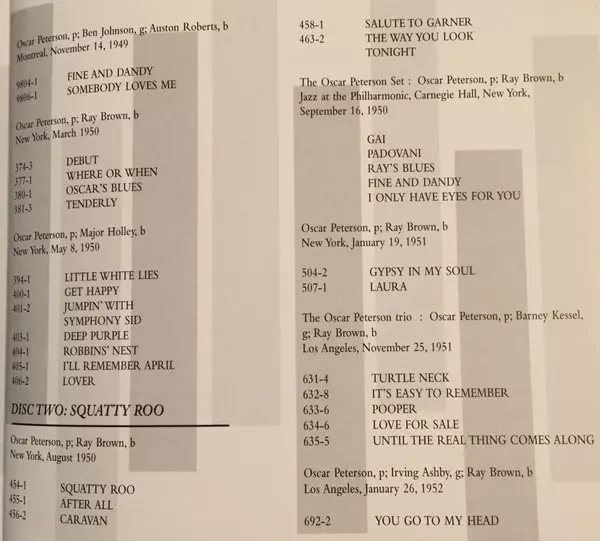 Oscar Peterson, p; Ben Johnson, g; Auston Roberts, b
Montreal, November 14, 1949
9804-1 FINE AND DANDY
9806-1 SOMEBODY LOVES ME
Oscar Peterson, p; Ray Brown, b
New York, March 1950
374-3 DEBUT
377-1 WHERE OR WHEN
380-1 OSCAR'S BLUES
381-3 TENDERLY
Oscar Peterson, p; Major Holley, b
New York, May 8, 1950
394-1 LITTLE WHITE LIES
400-1 GET HAPPY
401-2 JUMPIN' WITH
SYMPHONY SID
403-1 DEEP PURPLE
404-1 ROBBINS' NEST
405-1 I'LL REMEMBER APRIL
406-2 LOVER
DISC TWO: SQUATTY ROO
Oscar Peterson, p; Ray Brown, b
New York, August 1950
454-1 SQUATTY ROO
455-1 AFTER ALL
456-2 CARAVAN
458-1 SALUTE TO GARNER
463-2 THE WAY YOU LOOK
TONIGHT
The Oscar Peterson Set : Oscar Peterson, p; Ray Brown, b
Jazz at the Philharmonic, Carnegie Hall, New York,
September 16, 1950
GAI
PADOVANI
RAY'S BLUES
FINE AND DANDY
I ONLY HAVE EYES FOR YOU
Oscar Peterson, p; Ray Brown, b
New York, January 19, 1951
504-2 GYPSY IN MY SOUL
507-1 LAURA
The Oscar Peterson trio : Oscar Peterson, p; Barney Kessel,
g; Ray Brown, b
Los Angeles, November 25, 1951
631-4 TURTLE NECK
632-8 IT'S EASY TO REMEMBER
633-6 POOPER
634-6 LOVE FOR SALE
635-5 UNTIL THE REAL THING COMES ALONG
Oscar Peterson, p; Irving Ashby, g; Ray Brown, b
Los Angeles, January 26, 1952
692-2 YOU GO TO MY HEAD